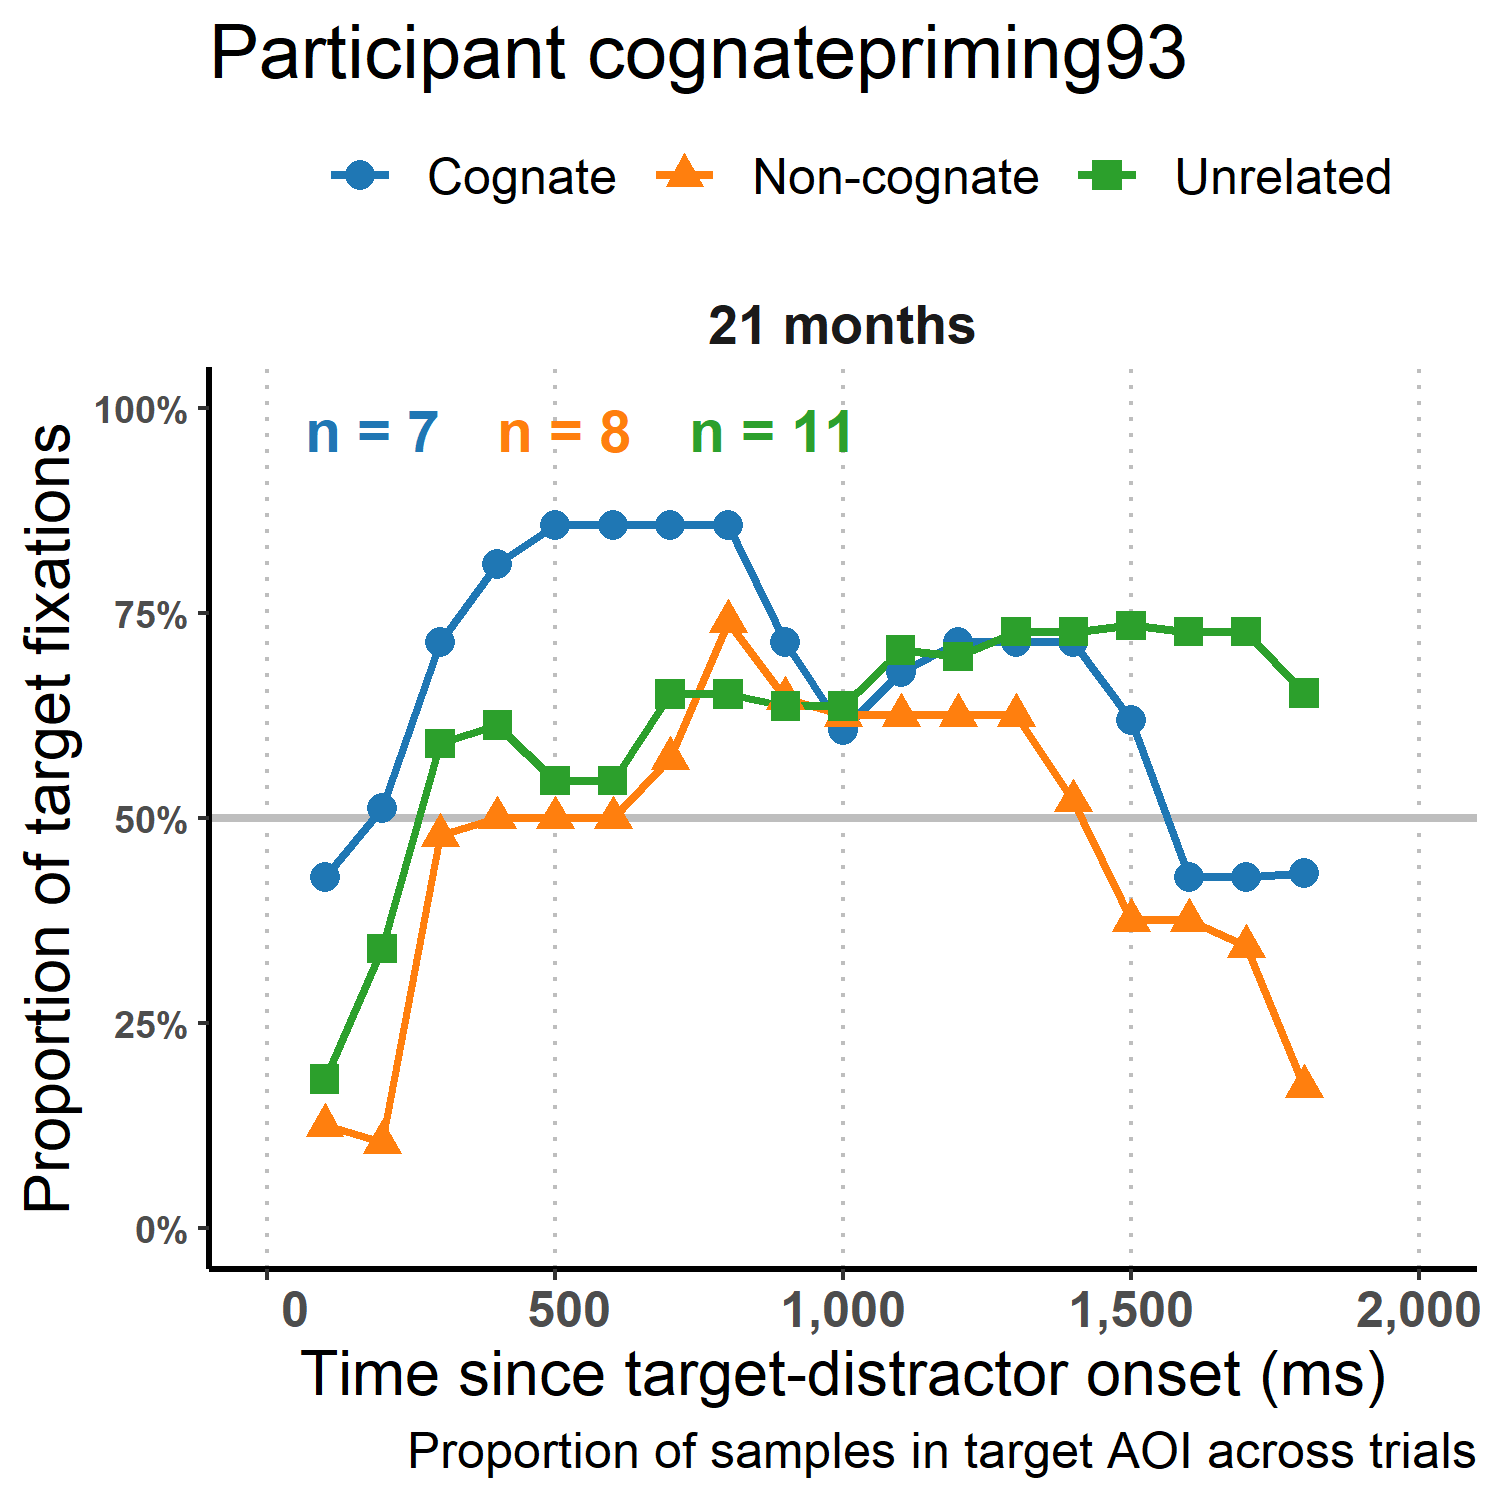 Participant cognatepriming93
Cognate Non-cognate Unrelated
21 months
n = 7 n = 8 n = 11
Proportion of target fixations
100%
75%
50%
25%
0%
0 500 1,000 1,500 2,000
Time since target-distractor onset (ms)
Proportion of samples in target AOI across trials